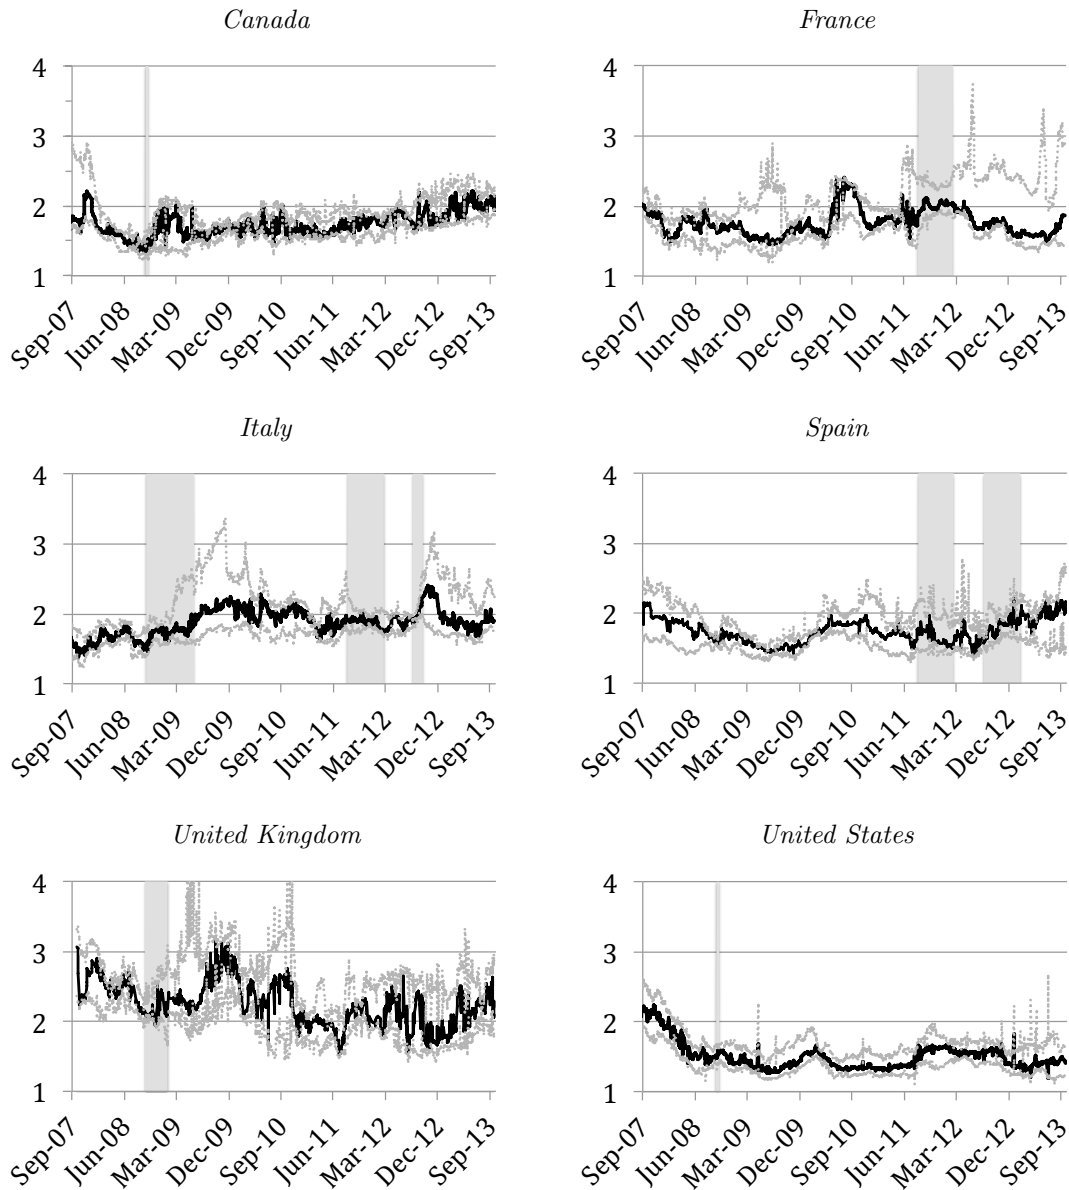 Canada
4
3
2
1
Sep-07 Jun-08 Mar-09 Dec-09 Sep-10 Jun-11 Mar-12 Dec-12 Sep-13
France
4
3
2
1
Sep-07 Jun-08 Mar-09 Dec-09 Sep-10 Jun-11 Mar-12 Dec-12 Sep-13
Italy
4
3
2
1
Sep-07 Jun-08 Mar-09 Dec-09 Sep-10 Jun-11 Mar-12 Dec-12 Sep-13
Spain
4
3
2
1
Sep-07 Jun-08 Mar-09 Dec-09 Sep-10 Jun-11 Mar-12 Dec-12 Sep-13
United Kingdom
4
3
2
1
Sep-07 Jun-08 Mar-09 Dec-09 Sep-10 Jun-11 Mar-12 Dec-12 Sep-13
United States
4
3
2
1
Sep-07 Jun-08 Mar-09 Dec-09 Sep-10 Jun-11 Mar-12 Dec-12 Sep-13